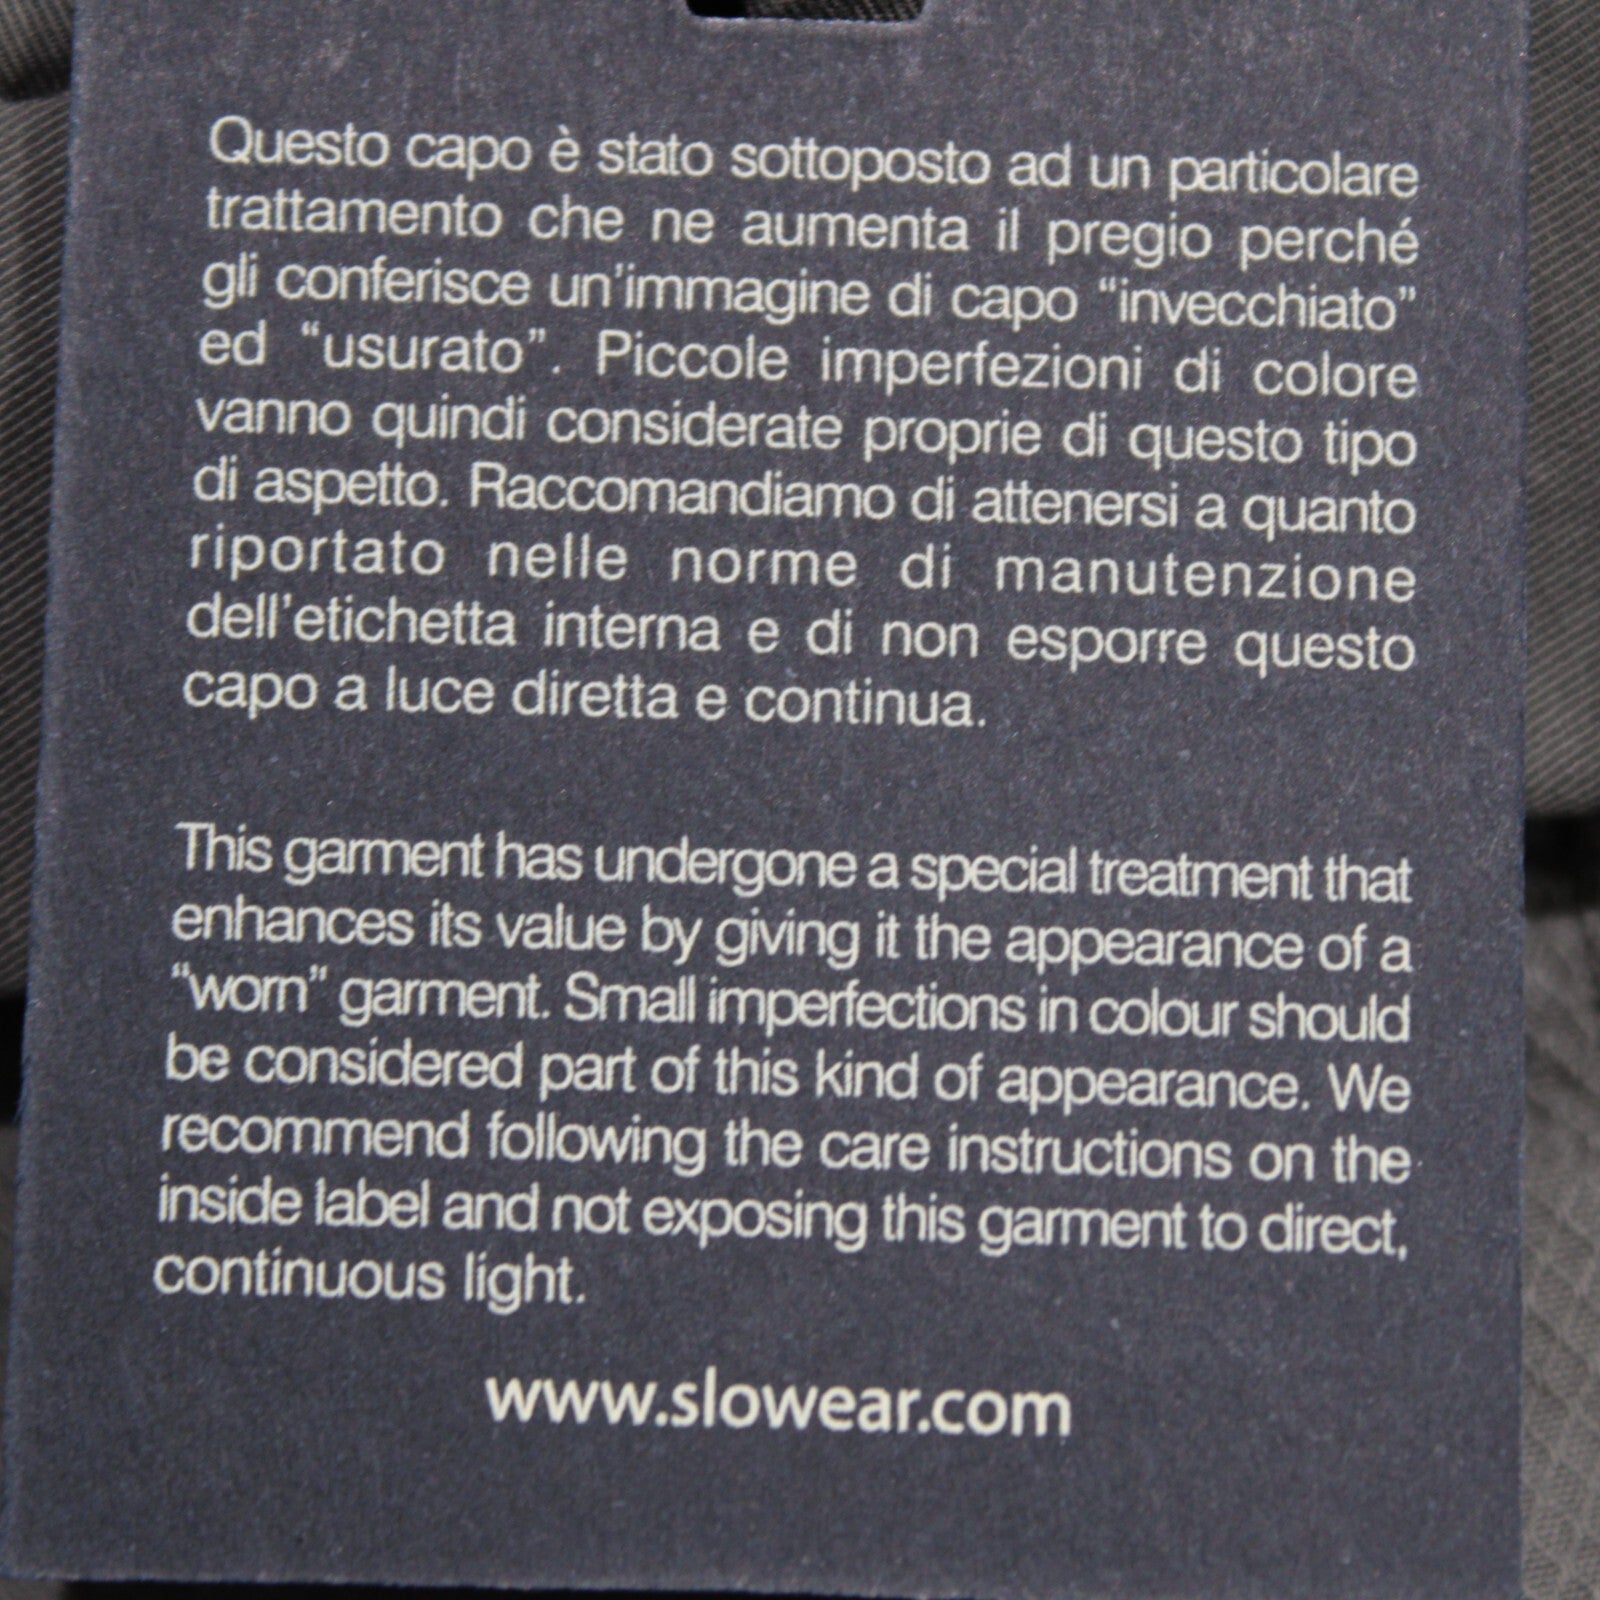 Questo capo è stato sottoposto ad un particolare
trattamento che ne aumenta il pregio perché
gli conferisce un'immagine di capo “invecchiato”
ed “usurato”. Piccole imperfezioni di colore
vanno quindi considerate proprie di questo tipo
di aspetto. Raccomandiamo di attenersi a quanto
riportato nelle norme di manutenzione
dell'etichetta interna e di non esporre questo
capo a luce diretta e continua.
This garment has undergone a special treatment that
enhances its value by giving it the appearance of a
“worn” garment. Small imperfections in colour should
be considered part of this kind of appearance. We
recommend following the care instructions on the
inside label and not exposing this garment to direct,
continuous light.
www.slowear.com